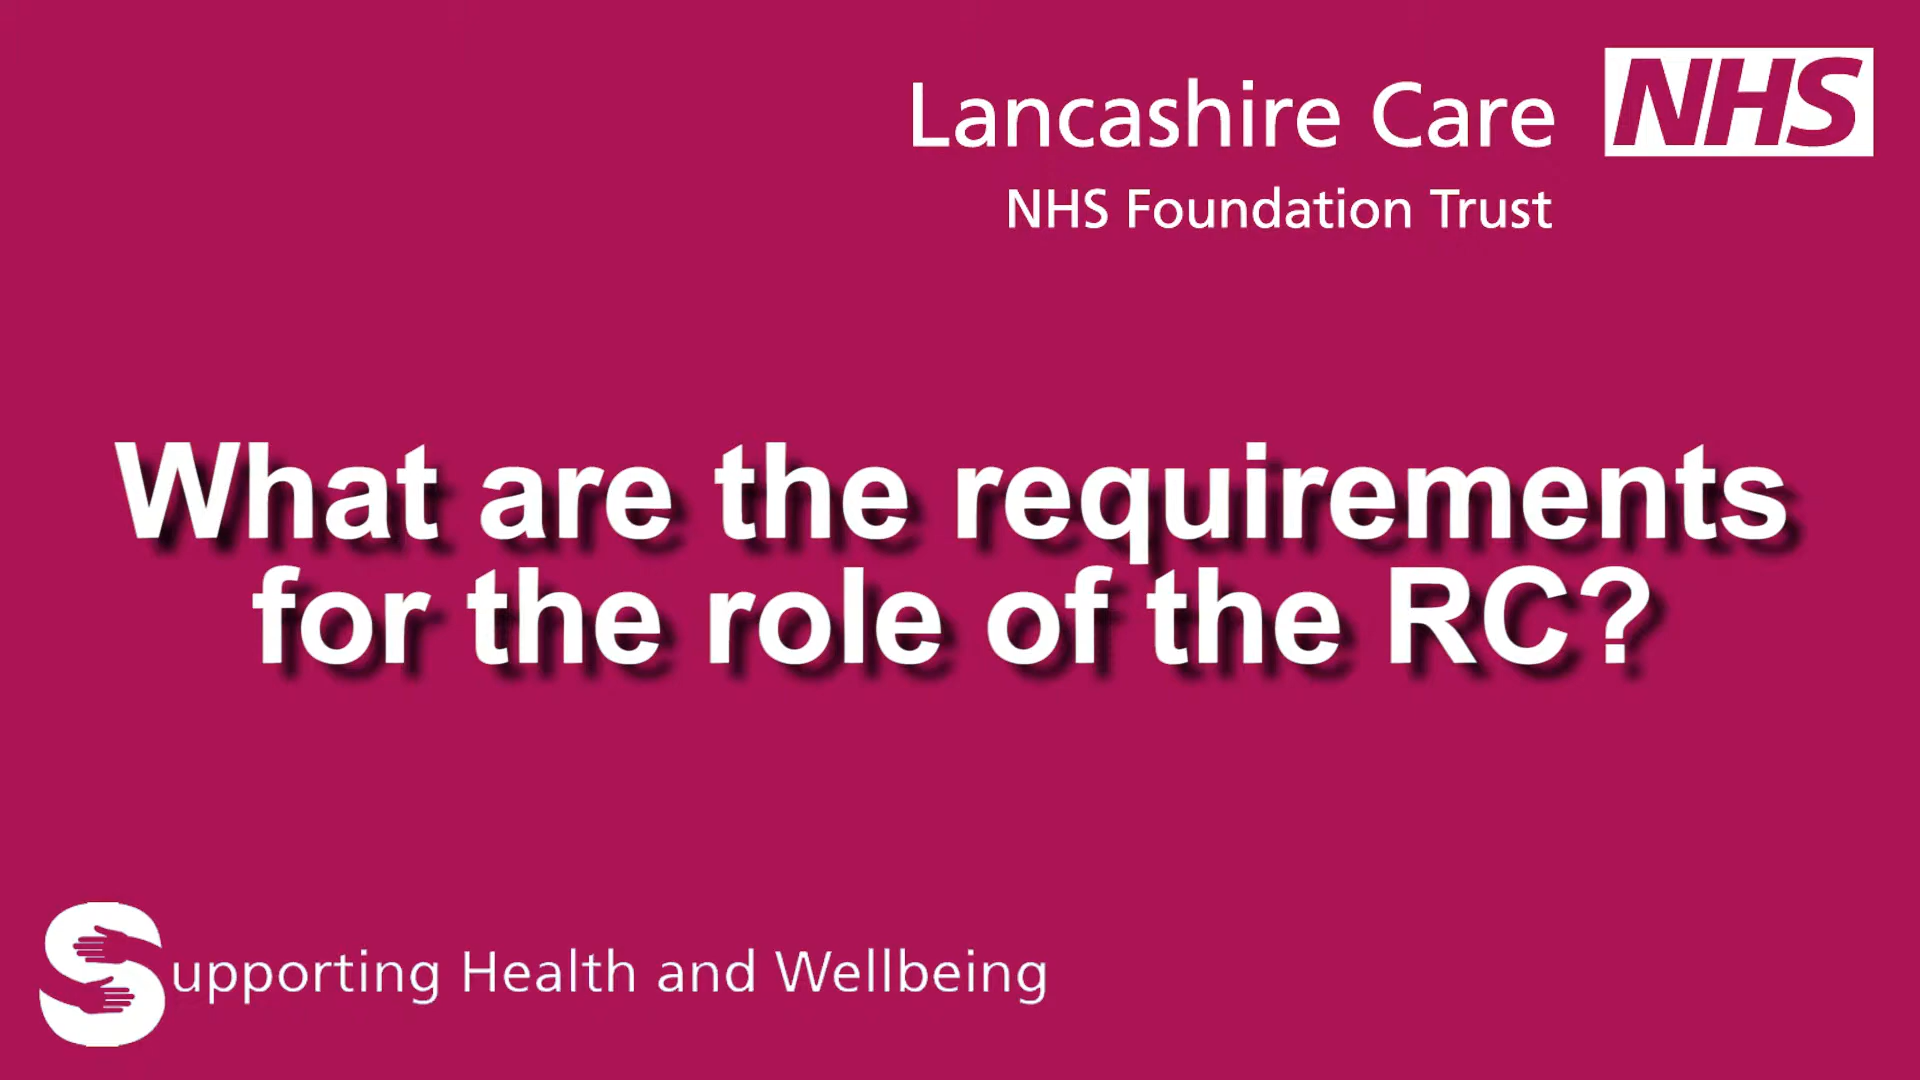 Lancashire Care NHS
NHS Foundation Trust
What are the requirements
for the role of the RC?
Supporting Health and Wellbeing